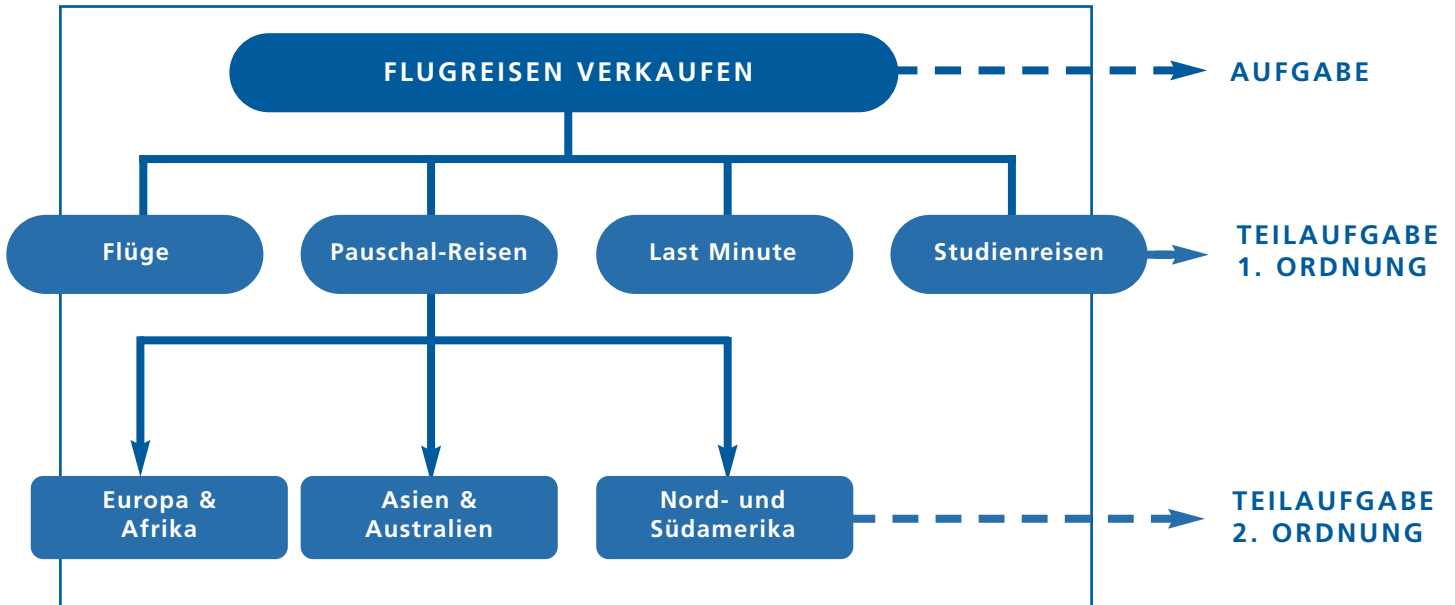 FLUGREISEN VERKAUFEN
AUFGABE
Flüge
Pauschal-Reisen
Last Minute
Studienreisen
TEILAUFGABE
1. ORDNUNG
Europa &
Afrika
Asien &
Australien
Nord- und
Südamerika
TEILAUFGABE
2. ORDNUNG